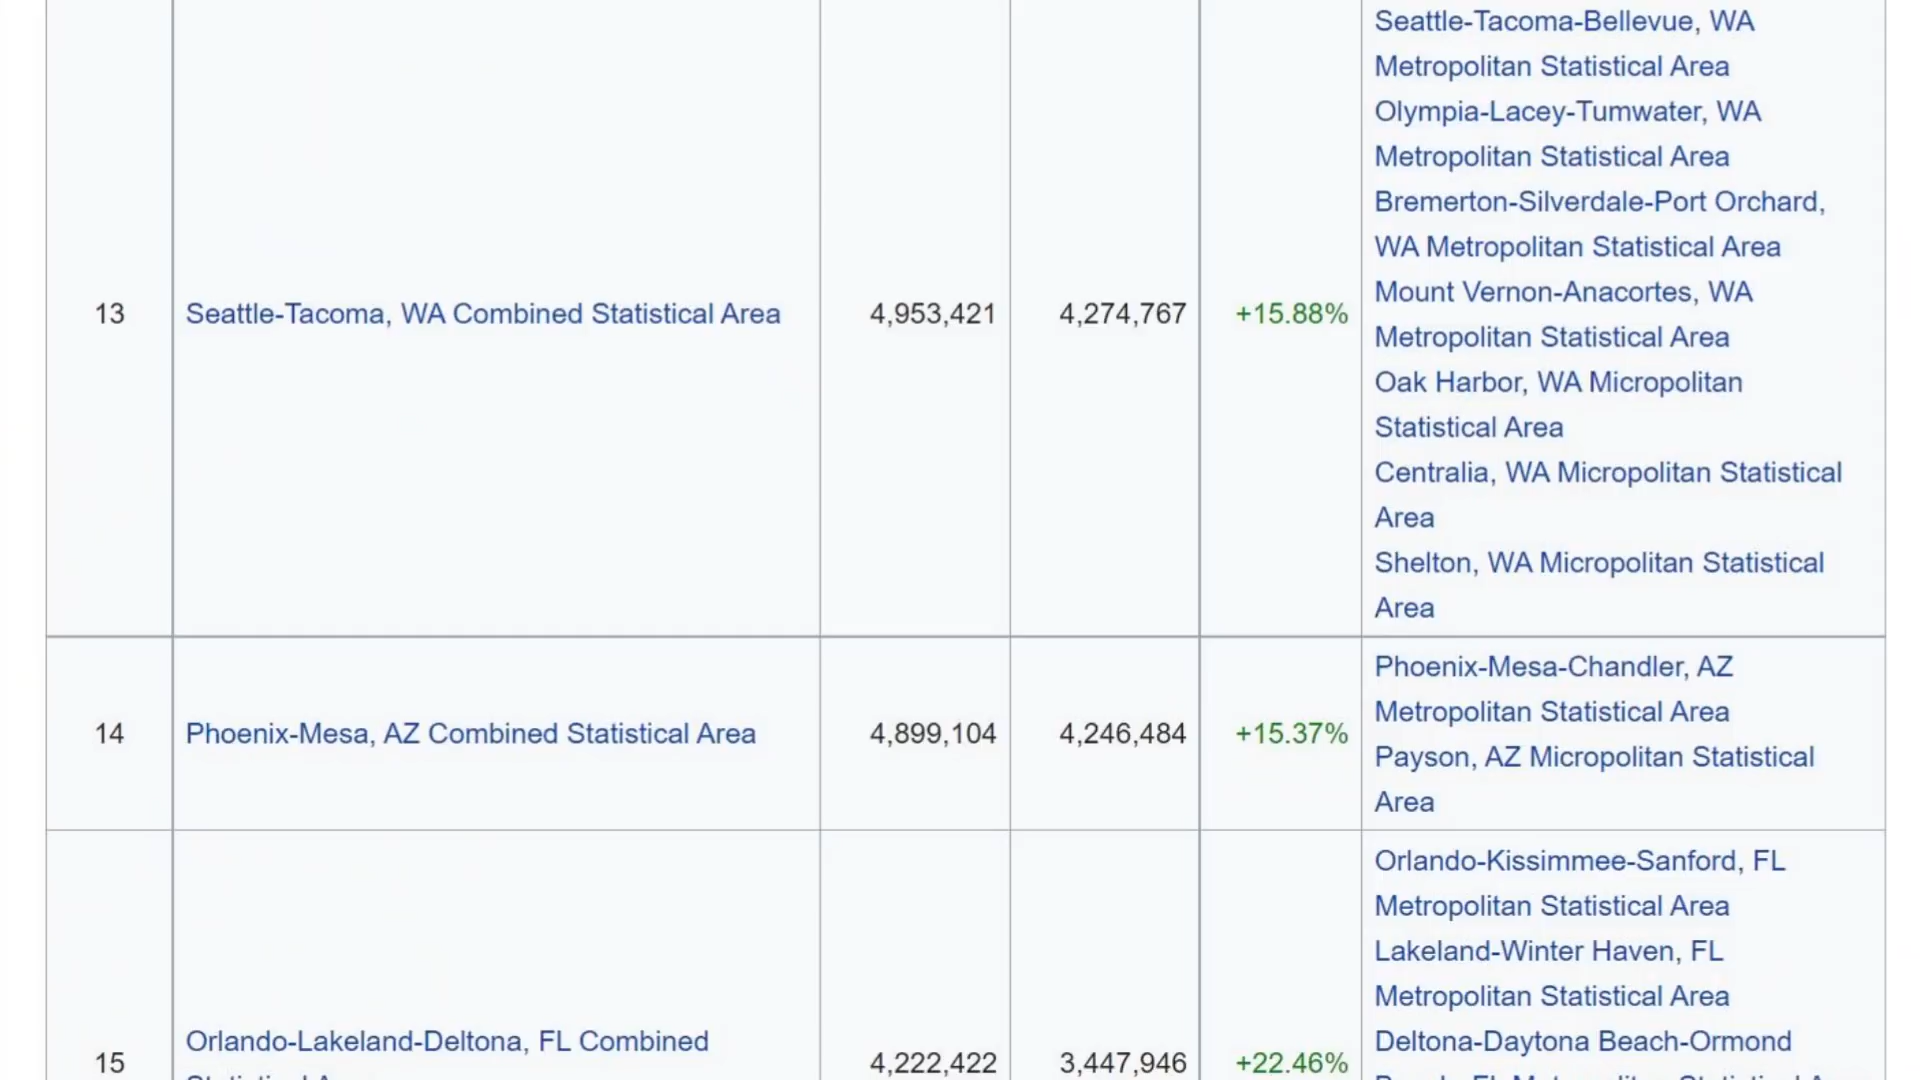 Seattle-Tacoma-Bellevue, WA
Metropolitan Statistical Area
Olympia-Lacey-Tumwater, WA
Metropolitan Statistical Area
Bremerton-Silverdale-Port Orchard,
WA Metropolitan Statistical Area
Mount Vernon-Anacortes, WA
13 Seattle-Tacoma, WA Combined Statistical Area 4,953,421 4,274,767 +15.88%
Metropolitan Statistical Area
Oak Harbor, WA Micropolitan
Statistical Area
Centralia, WA Micropolitan Statistical
Area
Shelton, WA Micropolitan Statistical
Area
Phoenix-Mesa-Chandler, AZ
Metropolitan Statistical Area
14 Phoenix-Mesa, AZ Combined Statistical Area 4,899,104 4,246,484 +15.37%
Payson, AZ Micropolitan Statistical
Area
Orlando-Kissimmee-Sanford, FL
Metropolitan Statistical Area
Lakeland-Winter Haven, FL
Metropolitan Statistical Area
Orlando-Lakeland-Deltona, FL Combined Deltona-Daytona Beach-Ormond
15 4,222,422 3,447,946 +22.46%